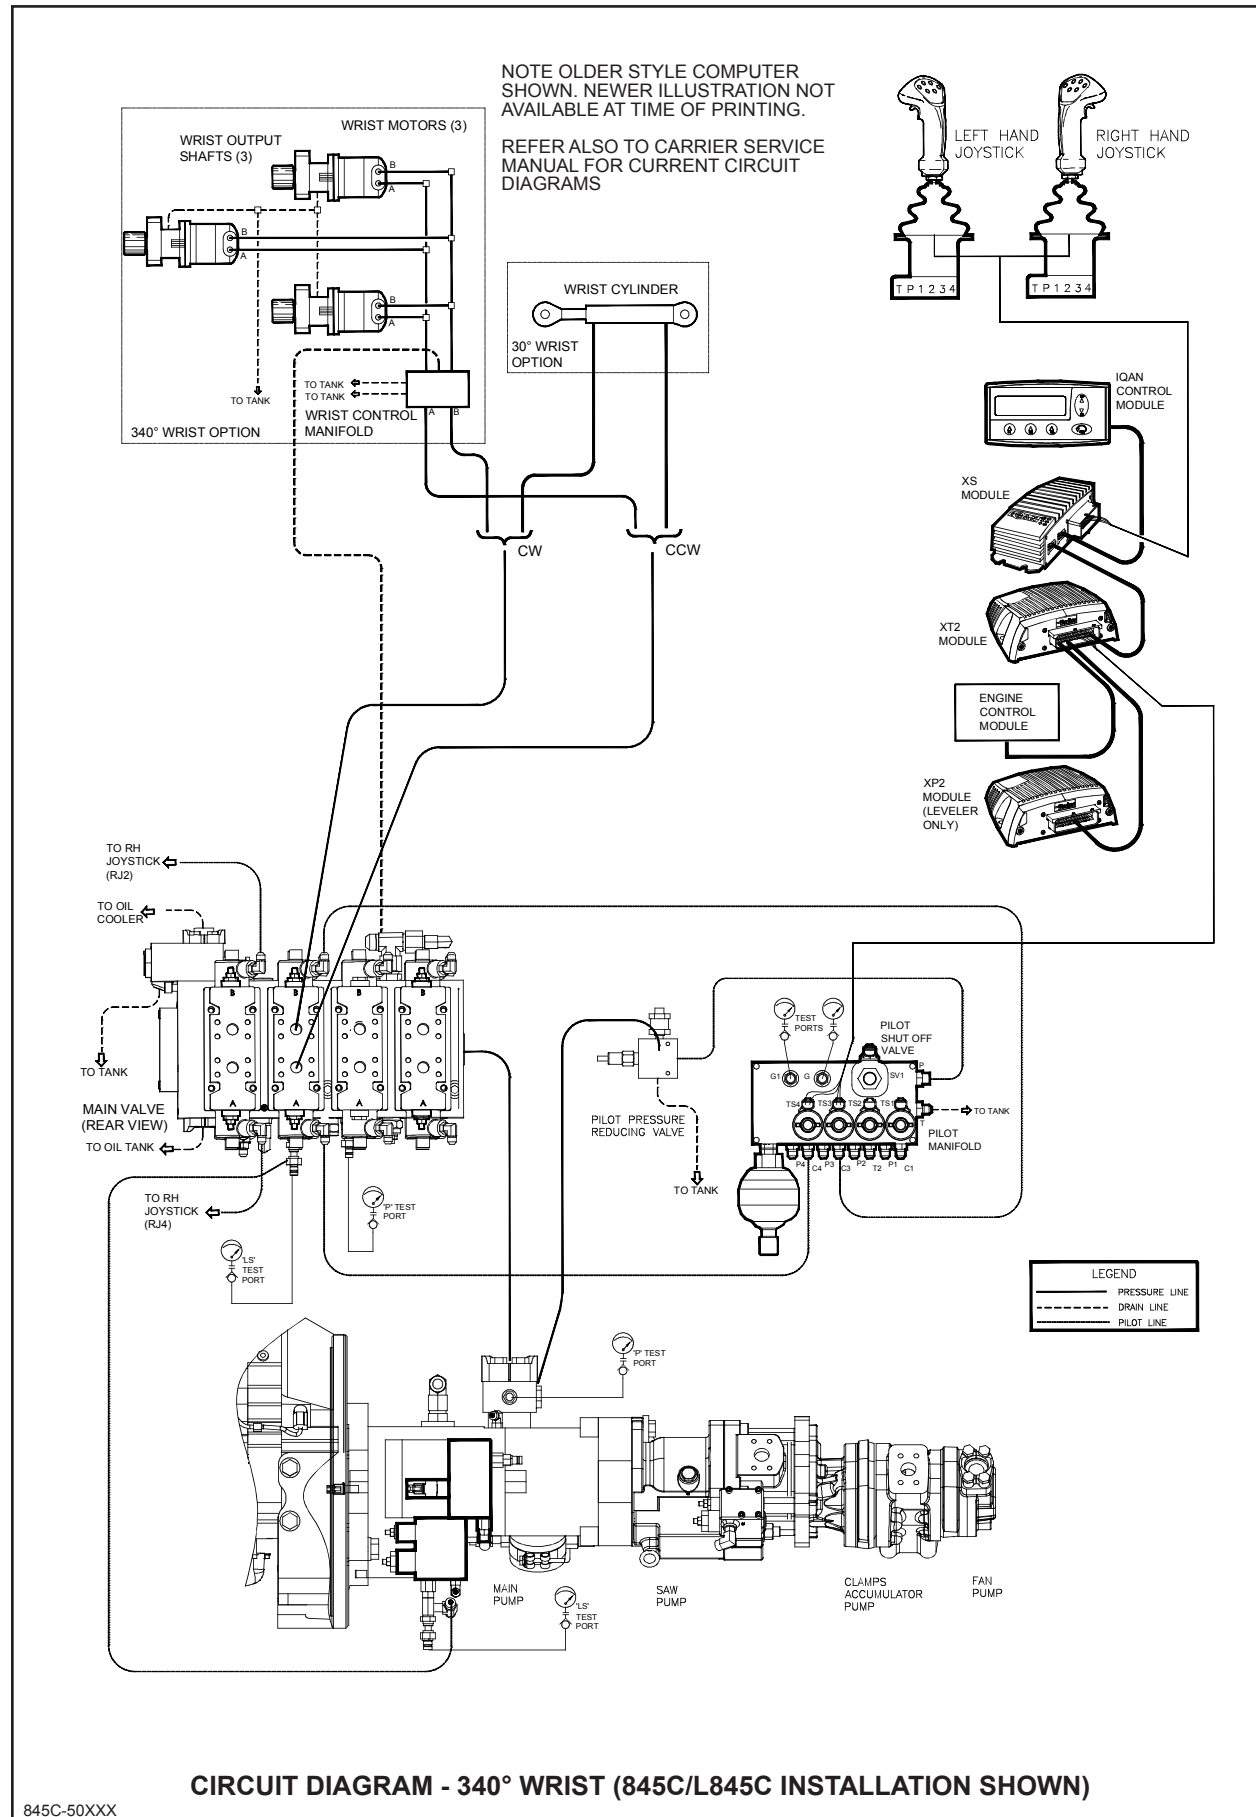 NOTE OLDER STYLE COMPUTER
SHOWN. NEWER ILLUSTRATION NOT
AVAILABLE AT TIME OF PRINTING.
REFER ALSO TO CARRIER SERVICE
MANUAL FOR CURRENT CIRCUIT
DIAGRAMS
WRIST MOTORS (3)
WRIST OUTPUT
SHAFTS (3)
B
A
B
A
B
A
TO TANK
TO TANK
TO TANK
WRIST CONTROL
MANIFOLD
A
B
340° WRIST OPTION
WRIST CYLINDER
30° WRIST
OPTION
CW
CCW
LEFT HAND
JOYSTICK
RIGHT HAND
JOYSTICK
T P 1 2 3 4
T P 1 2 3 4
IQAN
CONTROL
MODULE
XS
MODULE
XT2
MODULE
ENGINE
CONTROL
MODULE
XP2
MODULE
(LEVELER
ONLY)
TO RH
JOYSTICK
(RJ2)
TO OIL
COOLER
B
B
B
B
A
A
A
A
TO TANK
MAIN VALVE
(REAR VIEW)
TO OIL TANK
TO RH
JOYSTICK
(RJ4)
'LS'
TEST
PORT
'P' TEST
PORT
PILOT PRESSURE
REDUCING VALVE
TO TANK
TEST
PORTS
PILOT
SHUT OFF
VALVE
G1
G
SV1
P
TS4
TS3
TS2
TS1
T
TO TANK
PILOT
MANIFOLD
P4
C4
P3
C3
P2
T2
P1
C1
LEGEND
PRESSURE LINE
DRAIN LINE
PILOT LINE
'P' TEST
PORT
MAIN
PUMP
'LS'
TEST
PORT
SAW
PUMP
CLAMPS
ACCUMULATOR
PUMP
FAN
PUMP
CIRCUIT DIAGRAM - 340° WRIST (845C/L845C INSTALLATION SHOWN)
845C-50XXX